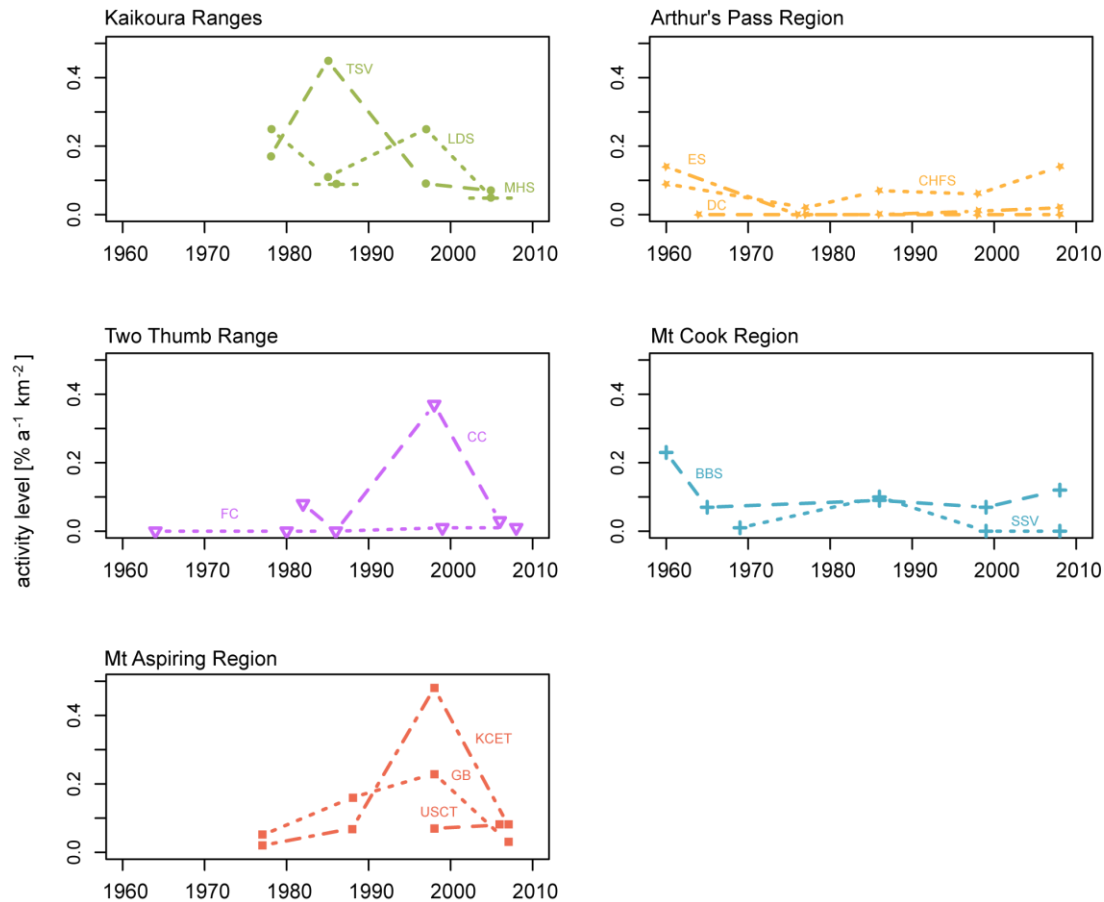 Kaikoura Ranges
0.4
0.2
0.0
TSV
LDS
MHS
1960 1970 1980 1990 2000 2010
Arthur's Pass Region
0.4
0.2
0.0
ES
CHFS
DC
1960 1970 1980 1990 2000 2010
activity level [% a⁻¹ km⁻²]
Two Thumb Range
0.4
0.2
0.0
CC
FC
1960 1970 1980 1990 2000 2010
Mt Cook Region
0.4
0.2
0.0
BBS
SSV
1960 1970 1980 1990 2000 2010
Mt Aspiring Region
0.4
0.2
0.0
KCET
GB
USCT
1960 1970 1980 1990 2000 2010